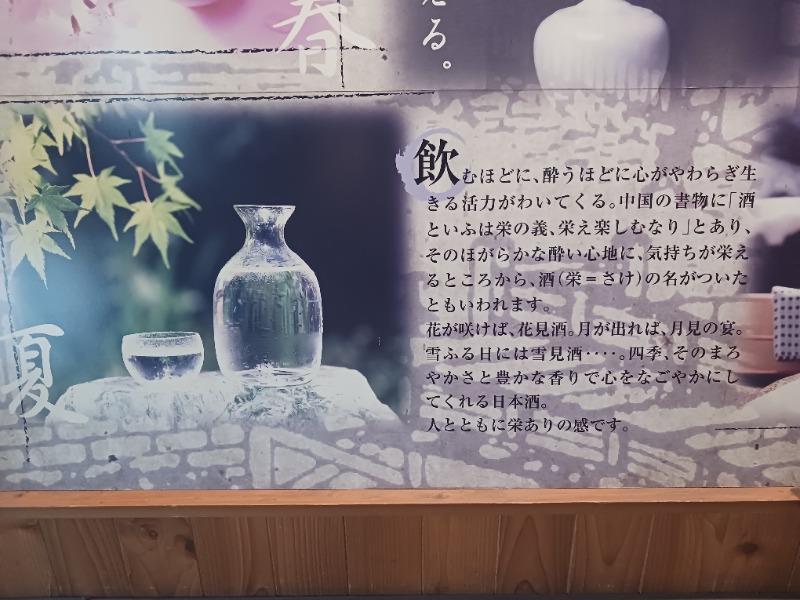 春
える。
飲むほどに、酔うほどに心がやわらぎ生
きる活力がわいてくる。中国の書物に「酒
といふは栄の義、栄え楽しむなり」とあり、
そのほがらかな酔い心地に、気持ちが栄え
るところから、酒(栄=さけ)の名がついた
ともいわれます。
花が咲けば、花見酒。月が出れば、月見の宴。
雪ふる日には雪見酒‥‥。四季、そのまろ
やかさと豊かな香りで心をなごやかにし
てくれる日本酒。
人とともに栄ありの感です。
夏